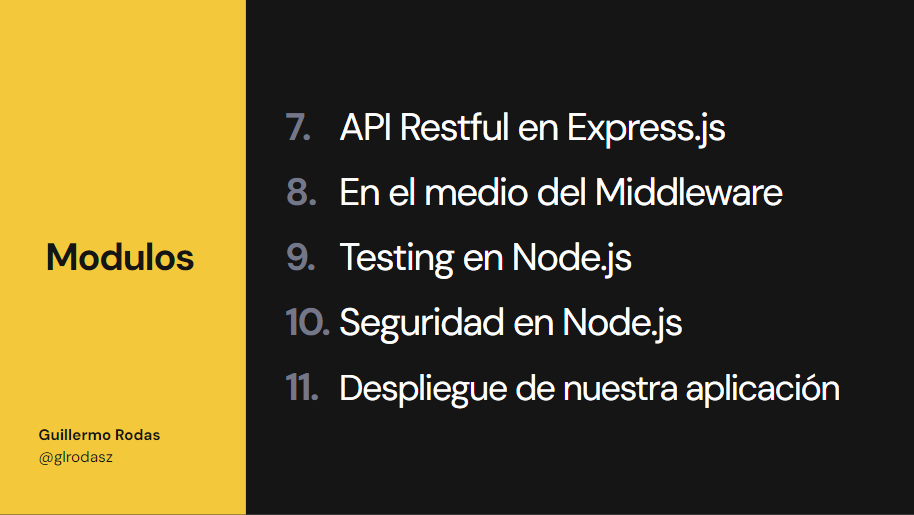 Modulos
Guillermo Rodas
@glrodasz
7. API Restful en Express.js
8. En el medio del Middleware
9. Testing en Node.js
10. Seguridad en Node.js
11. Despliegue de nuestra aplicación